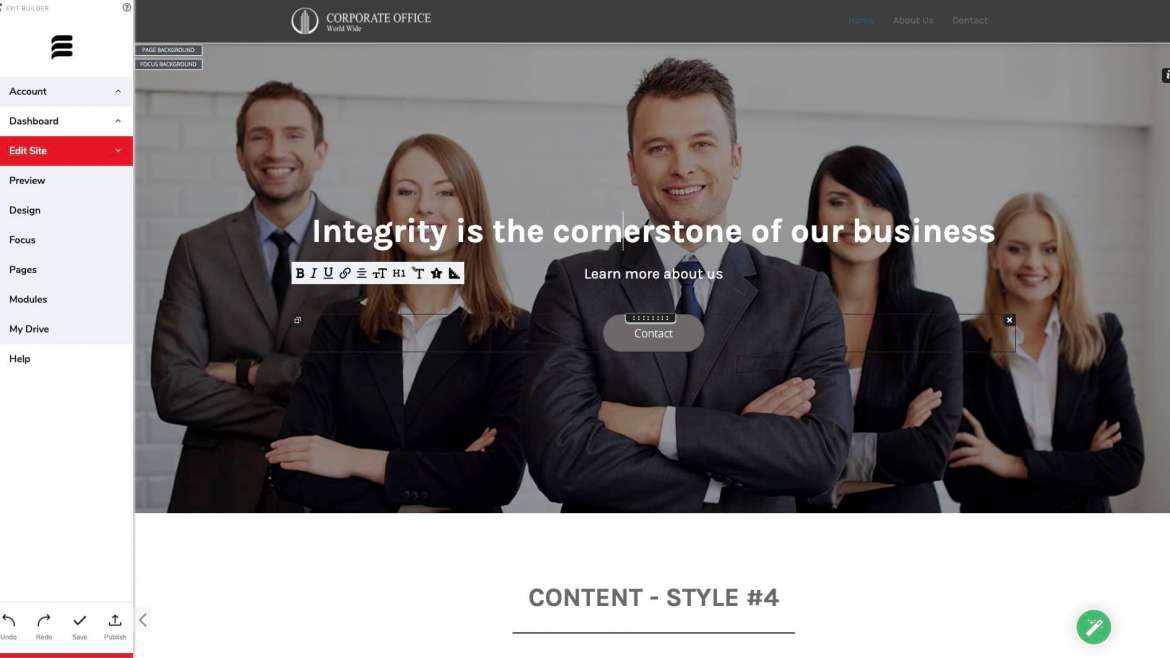 EXIT BUILDER
Account
Dashboard
Edit Site
Preview
Design
Focus
Pages
Modules
My Drive
Help
Undo
Redo
Save
Publish
CORPORATE OFFICE
World Wide
Home
About Us
Contact
PAGE BACKGROUND
FOCUS BACKGROUND
Integrity is the cornerstone of our business
B I U TT H1 T
Learn more about us
Contact
CONTENT - STYLE #4